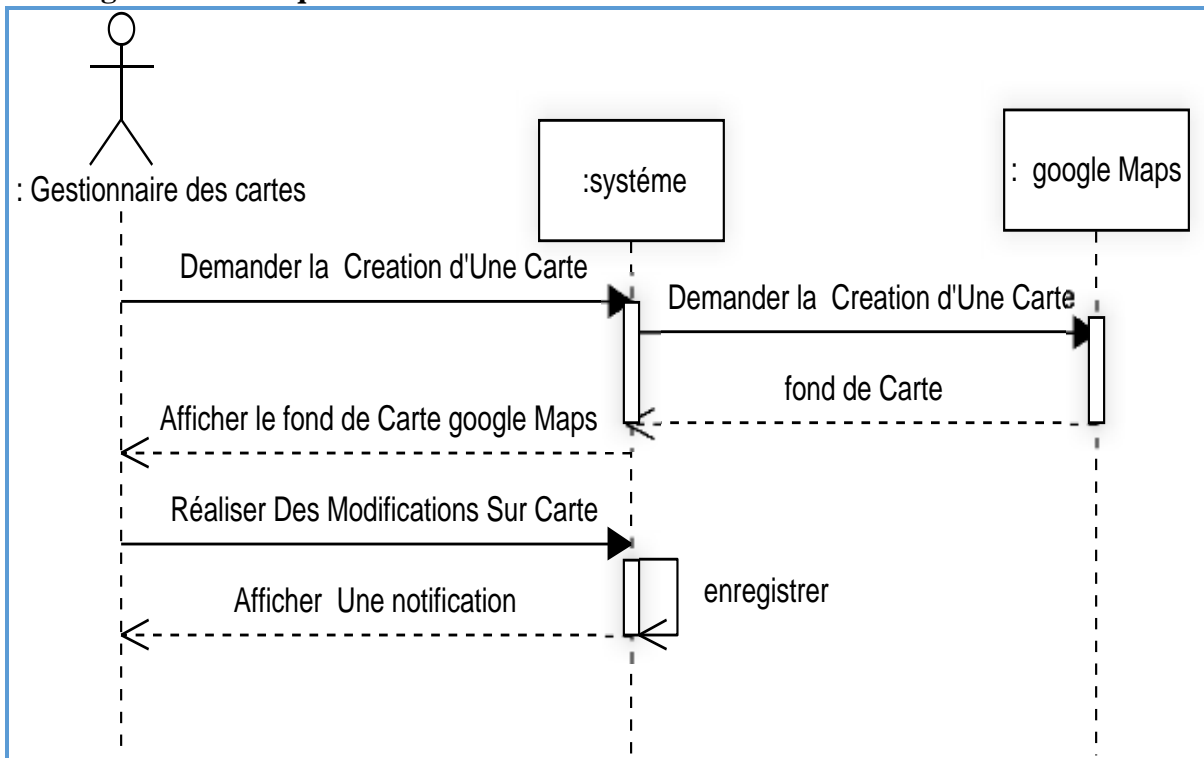 : Gestionnaire des cartes
:systéme
: google Maps
Demander la Creation d'Une Carte
Demander la Creation d'Une Carte
fond de Carte
Afficher le fond de Carte google Maps
Réaliser Des Modifications Sur Carte
enregistrer
Afficher Une notification